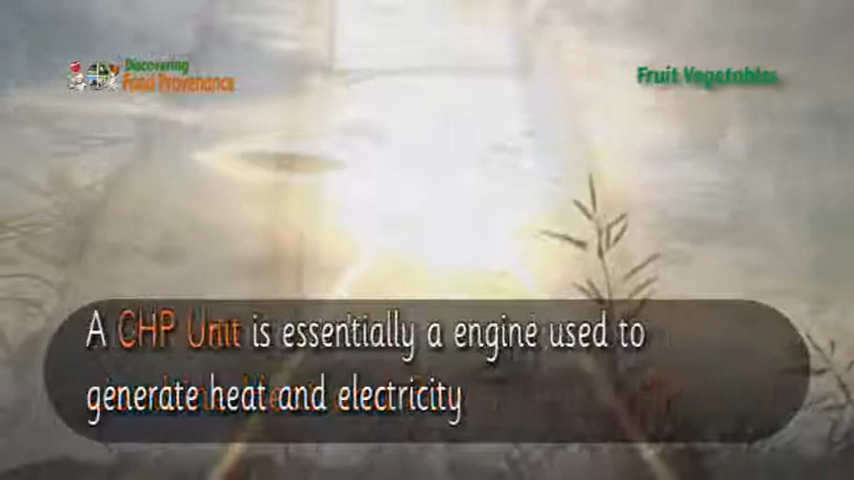 Discovering
Food Provenance
Fruit Vegetables
A CHP Unit is essentially a engine used to
generate heat and electricity